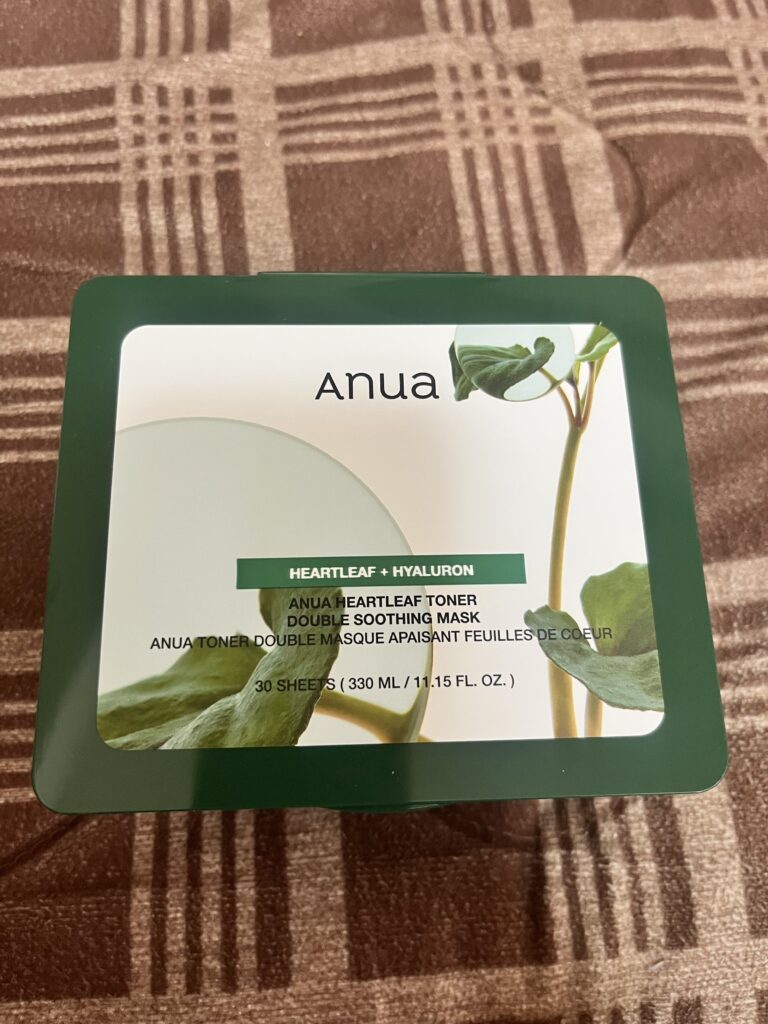 Anua
HEARTLEAF + HYALURON
ANUA HEARTLEAF TONER
DOUBLE SOOTHING MASK
ANUA TONER DOUBLE MASQUE APAISANT FEUILLES DE COEUR
30 SHEETS ( 330 ML / 11.15 FL. OZ. )